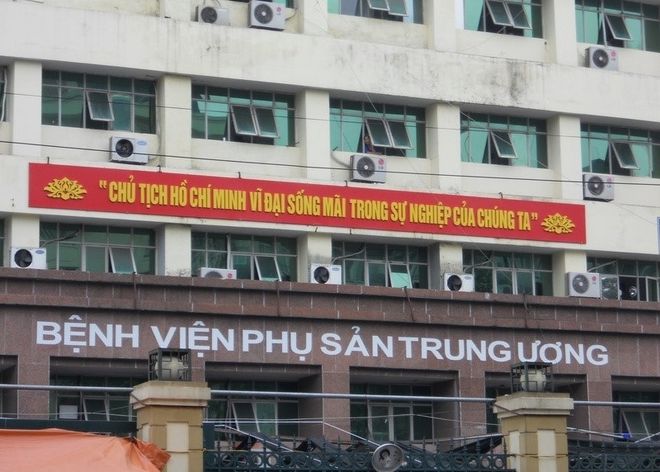 "CHỦ TỊCH HỒ CHÍ MINH VĨ ĐẠI SỐNG MÃI TRONG SỰ NGHIỆP CỦA CHÚNG TA"
BỆNH VIỆN PHỤ SẢN TRUNG ƯƠNG